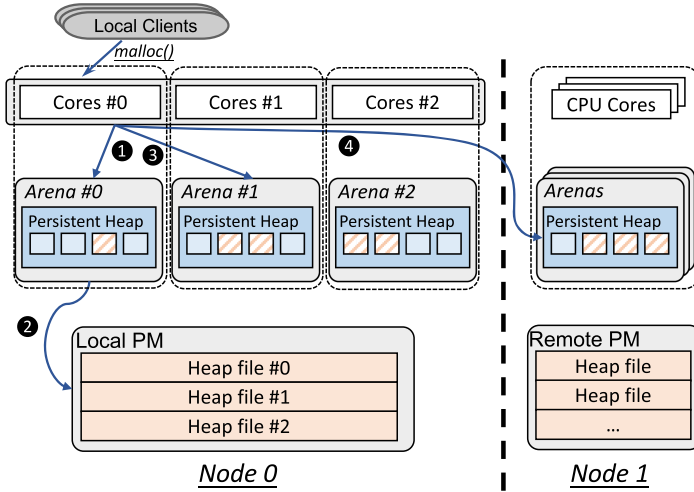 Local Clients
malloc()
Cores #0
Cores #1
Cores #2
CPU Cores
1
3
4
Arena #0
Arena #1
Arena #2
Arenas
Persistent Heap
Persistent Heap
Persistent Heap
Persistent Heap
2
Local PM
Heap file #0
Heap file #1
Heap file #2
Remote PM
Heap file
Heap file
...
Node 0
Node 1